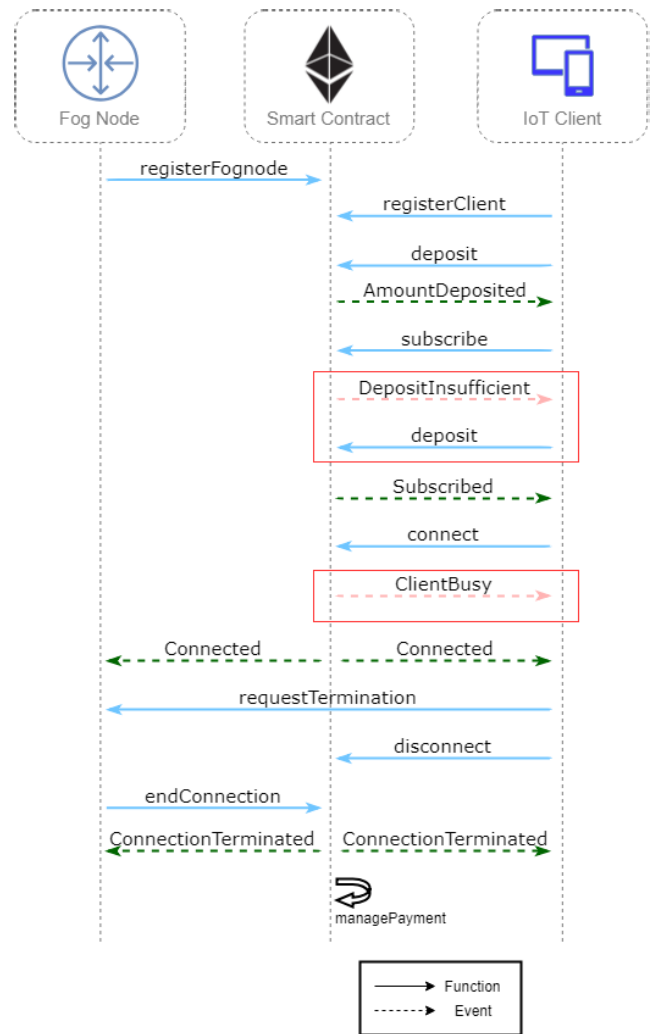 Fog Node
Smart Contract
IoT Client
registerFognode
registerClient
deposit
AmountDeposited
subscribe
DepositInsufficient
deposit
Subscribed
connect
ClientBusy
Connected
Connected
requestTermination
disconnect
endConnection
ConnectionTerminated
ConnectionTerminated
managePayment
Function
Event